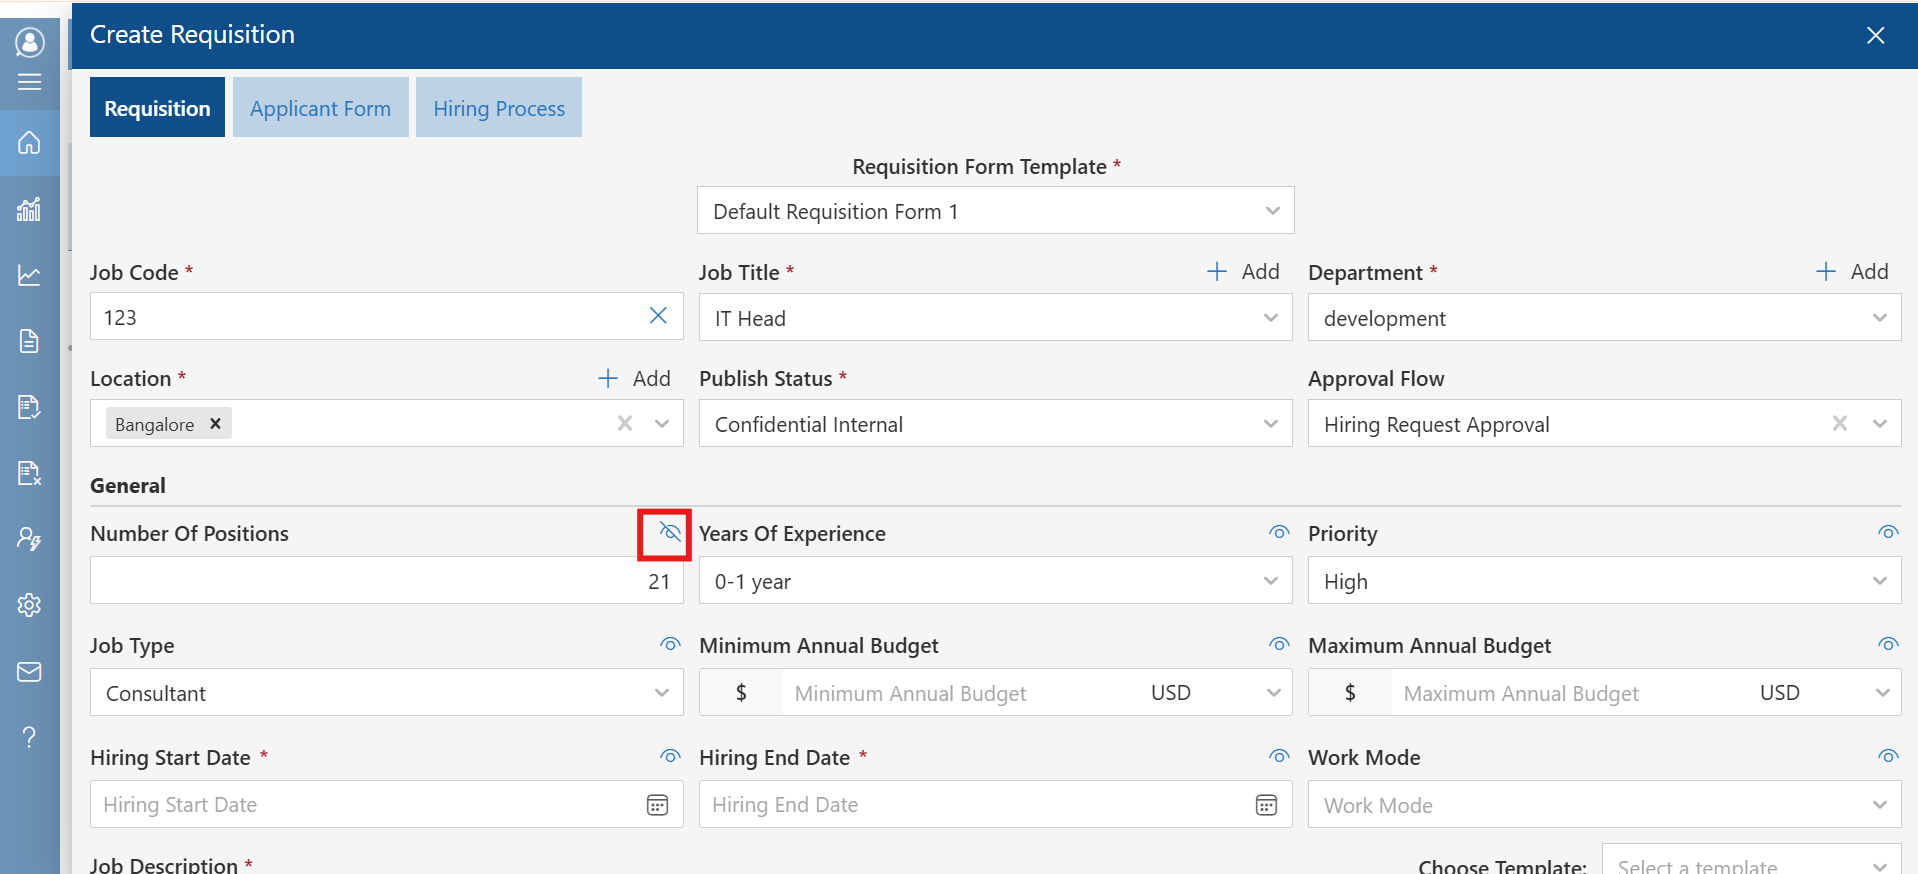 Create Requisition
Requisition Applicant Form Hiring Process
Requisition Form Template *
Default Requisition Form 1
Job Code * Job Title * Add Department * Add
123 IT Head development
Location * Add Publish Status * Approval Flow
Bangalore Confidential Internal Hiring Request Approval
General
Number Of Positions Years Of Experience Priority
21 0-1 year High
Job Type Minimum Annual Budget Maximum Annual Budget
Consultant $ Minimum Annual Budget USD $ Maximum Annual Budget USD
Hiring Start Date * Hiring End Date * Work Mode
Hiring Start Date Hiring End Date Work Mode
Job Description * Choose Template: Select a template